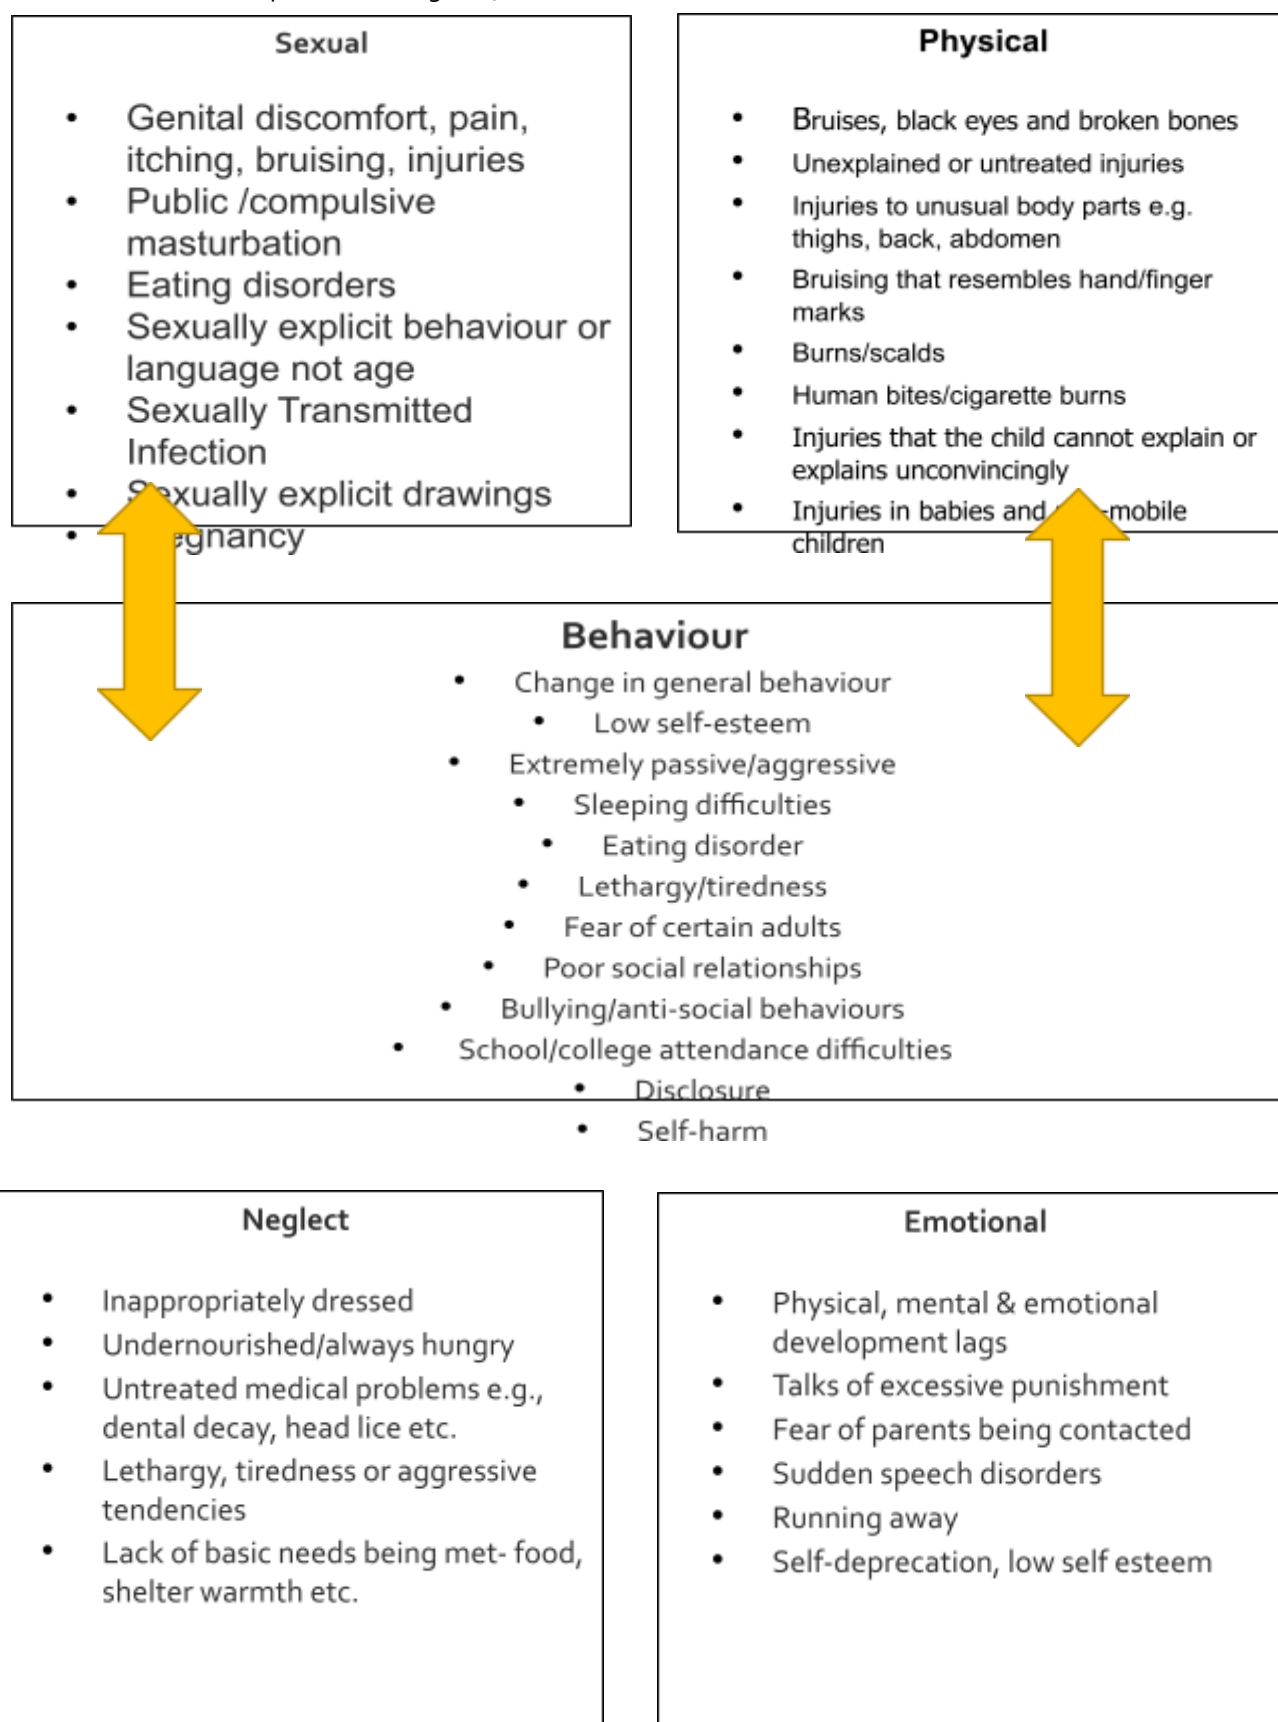 Sexual
• Genital discomfort, pain,
itching, bruising, injuries
• Public /compulsive
masturbation
• Eating disorders
• Sexually explicit behaviour or
language not age
• Sexually Transmitted
Infection
• Sexually explicit drawings
•
Physical
• Bruises, black eyes and broken bones
• Unexplained or untreated injuries
• Injuries to unusual body parts e.g.
thighs, back, abdomen
• Bruising that resembles hand/finger
marks
• Burns/scalds
• Human bites/cigarette burns
• Injuries that the child cannot explain or
explains unconvincingly
• Injuries in babies and -mobile
children
Behaviour
• Change in general behaviour
• Low self-esteem
• Extremely passive/aggressive
• Sleeping difficulties
• Eating disorder
• Lethargy/tiredness
• Fear of certain adults
• Poor social relationships
• Bullying/anti-social behaviours
• School/college attendance difficulties
• Disclosure
• Self-harm
Neglect
• Inappropriately dressed
• Undernourished/always hungry
• Untreated medical problems e.g.,
dental decay, head lice etc.
• Lethargy, tiredness or aggressive
tendencies
• Lack of basic needs being met- food,
shelter warmth etc.
Emotional
• Physical, mental & emotional
development lags
• Talks of excessive punishment
• Fear of parents being contacted
• Sudden speech disorders
• Running away
• Self-deprecation, low self esteem